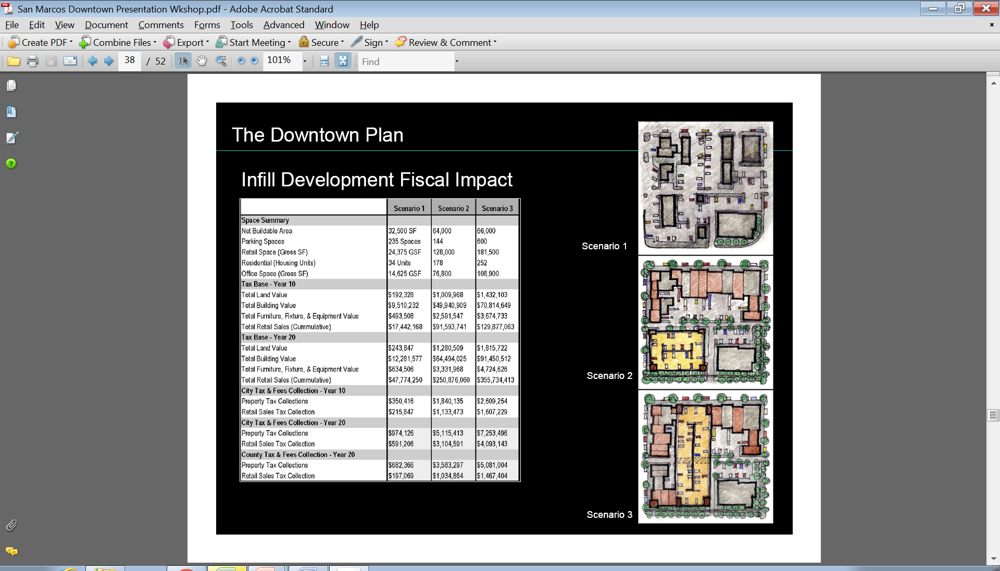 San Marcos Downtown Presentation Wkshop.pdf - Adobe Acrobat Standard
File Edit View Document Comments Forms Tools Advanced Window Help
Create PDF Combine Files Export Start Meeting Secure Sign Review & Comment
38 / 52 101% Find
The Downtown Plan
Infill Development Fiscal Impact
Scenario 1 Scenario 2 Scenario 3
Space Summary
Net Buildable Area 32,500 SF 64,000 66,000
Parking Spaces 235 Spaces 144 600
Retail Space (Gross SF) 24,375 GSF 128,000 181,500
Residential (Housing Units) 34 Units 178 252
Office Space (Gross SF) 14,625 GSF 76,800 108,900
Tax Base - Year 10
Total Land Value $192,328 $1,009,968 $1,432,103
Total Building Value $9,510,232 $49,940,909 $70,814,649
Total Furniture, Fixture, & Equipment Value $493,508 $2,591,547 $3,674,733
Total Retail Sales (Cummulative) $17,442,168 $91,593,741 $129,877,063
Tax Base - Year 20
Total Land Value $243,847 $1,280,509 $1,815,722
Total Building Value $12,281,577 $64,494,025 $91,450,512
Total Furniture, Fixture, & Equipment Value $634,506 $3,331,968 $4,724,626
Total Retail Sales (Cummulative) $47,774,250 $250,876,060 $355,734,413
City Tax & Fees Collection - Year 10
Property Tax Collections $350,416 $1,840,135 $2,609,254
Retail Sales Tax Collection $215,847 $1,133,473 $1,607,229
City Tax & Fees Collection - Year 20
Property Tax Collections $974,126 $5,115,413 $7,253,496
Retail Sales Tax Collection $591,206 $3,104,591 $4,093,143
County Tax & Fees Collection - Year 20
Property Tax Collections $682,366 $3,583,297 $5,081,004
Retail Sales Tax Collection $197,069 $1,034,864 $1,467,404
Scenario 1
Scenario 2
Scenario 3